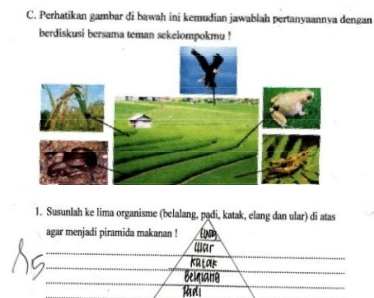 C. Perhatikan gambar di bawah ini kemudian jawablah pertanyaannya dengan
berdiskusi bersama teman sekelompokmu !
1. Susunlah ke lima organisme (belalang, padi, katak, elang dan ular) di atas
agar menjadi piramida makanan !
elang
ular
katak
Belalang
Padi